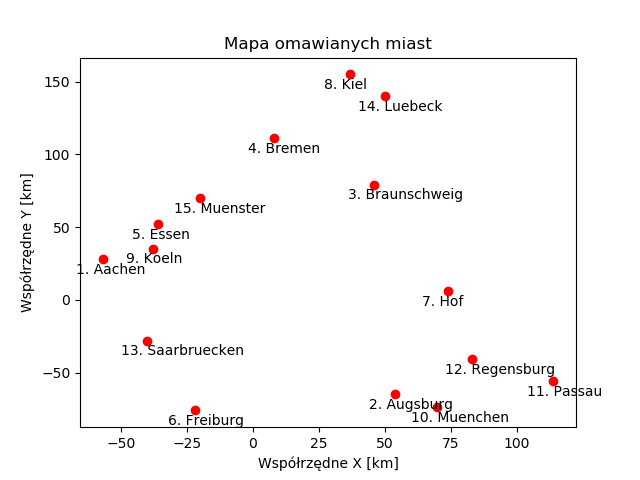 Mapa omawianych miast
Współrzędne Y [km]
150
100
50
0
−50
8. Kiel
14. Luebeck
4. Bremen
3. Braunschweig
15. Muenster
5. Essen
9. Koeln
1. Aachen
7. Hof
13. Saarbruecken
12. Regensburg
11. Passau
2. Augsburg
10. Muenchen
6. Freiburg
−50 −25 0 25 50 75 100
Współrzędne X [km]